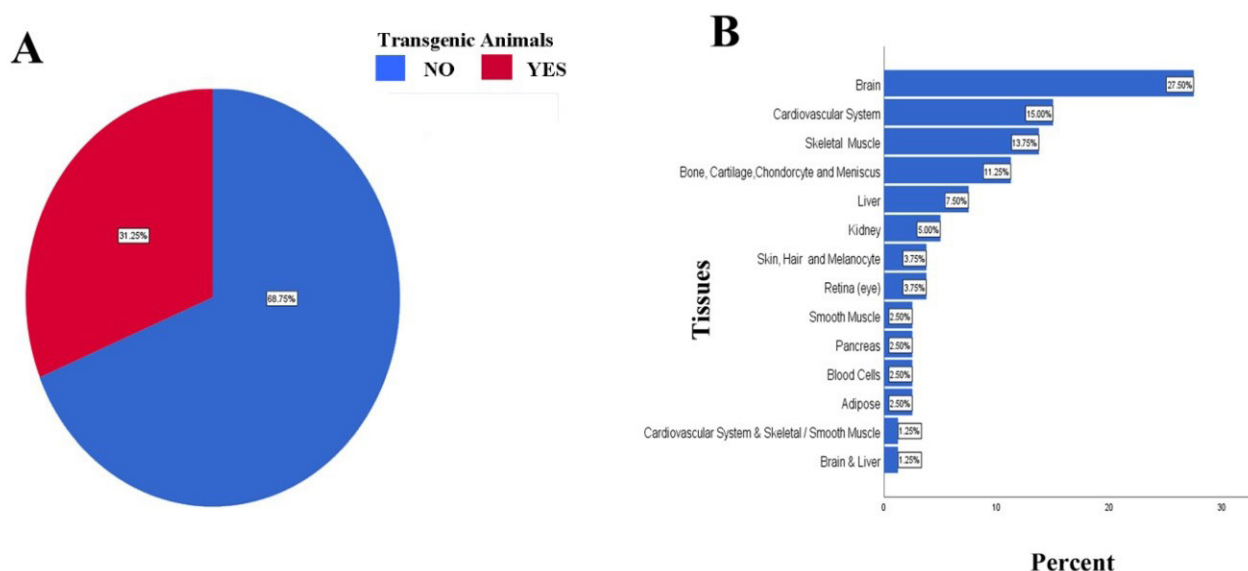 A
Transgenic Animals
NO YES
31.25%
68.75%
B
Tissues
Brain 27.50%
Cardiovascular System 15.00%
Skeletal Muscle 13.75%
Bone, Cartilage,Chondorcyte and Meniscus 11.25%
Liver 7.50%
Kidney 5.00%
Skin, Hair and Melanocyte 3.75%
Retina (eye) 3.75%
Smooth Muscle 2.50%
Pancreas 2.50%
Blood Cells 2.50%
Adipose 2.50%
Cardiovascular System & Skeletal / Smooth Muscle 1.25%
Brain & Liver 1.25%
0 10 20 30
Percent